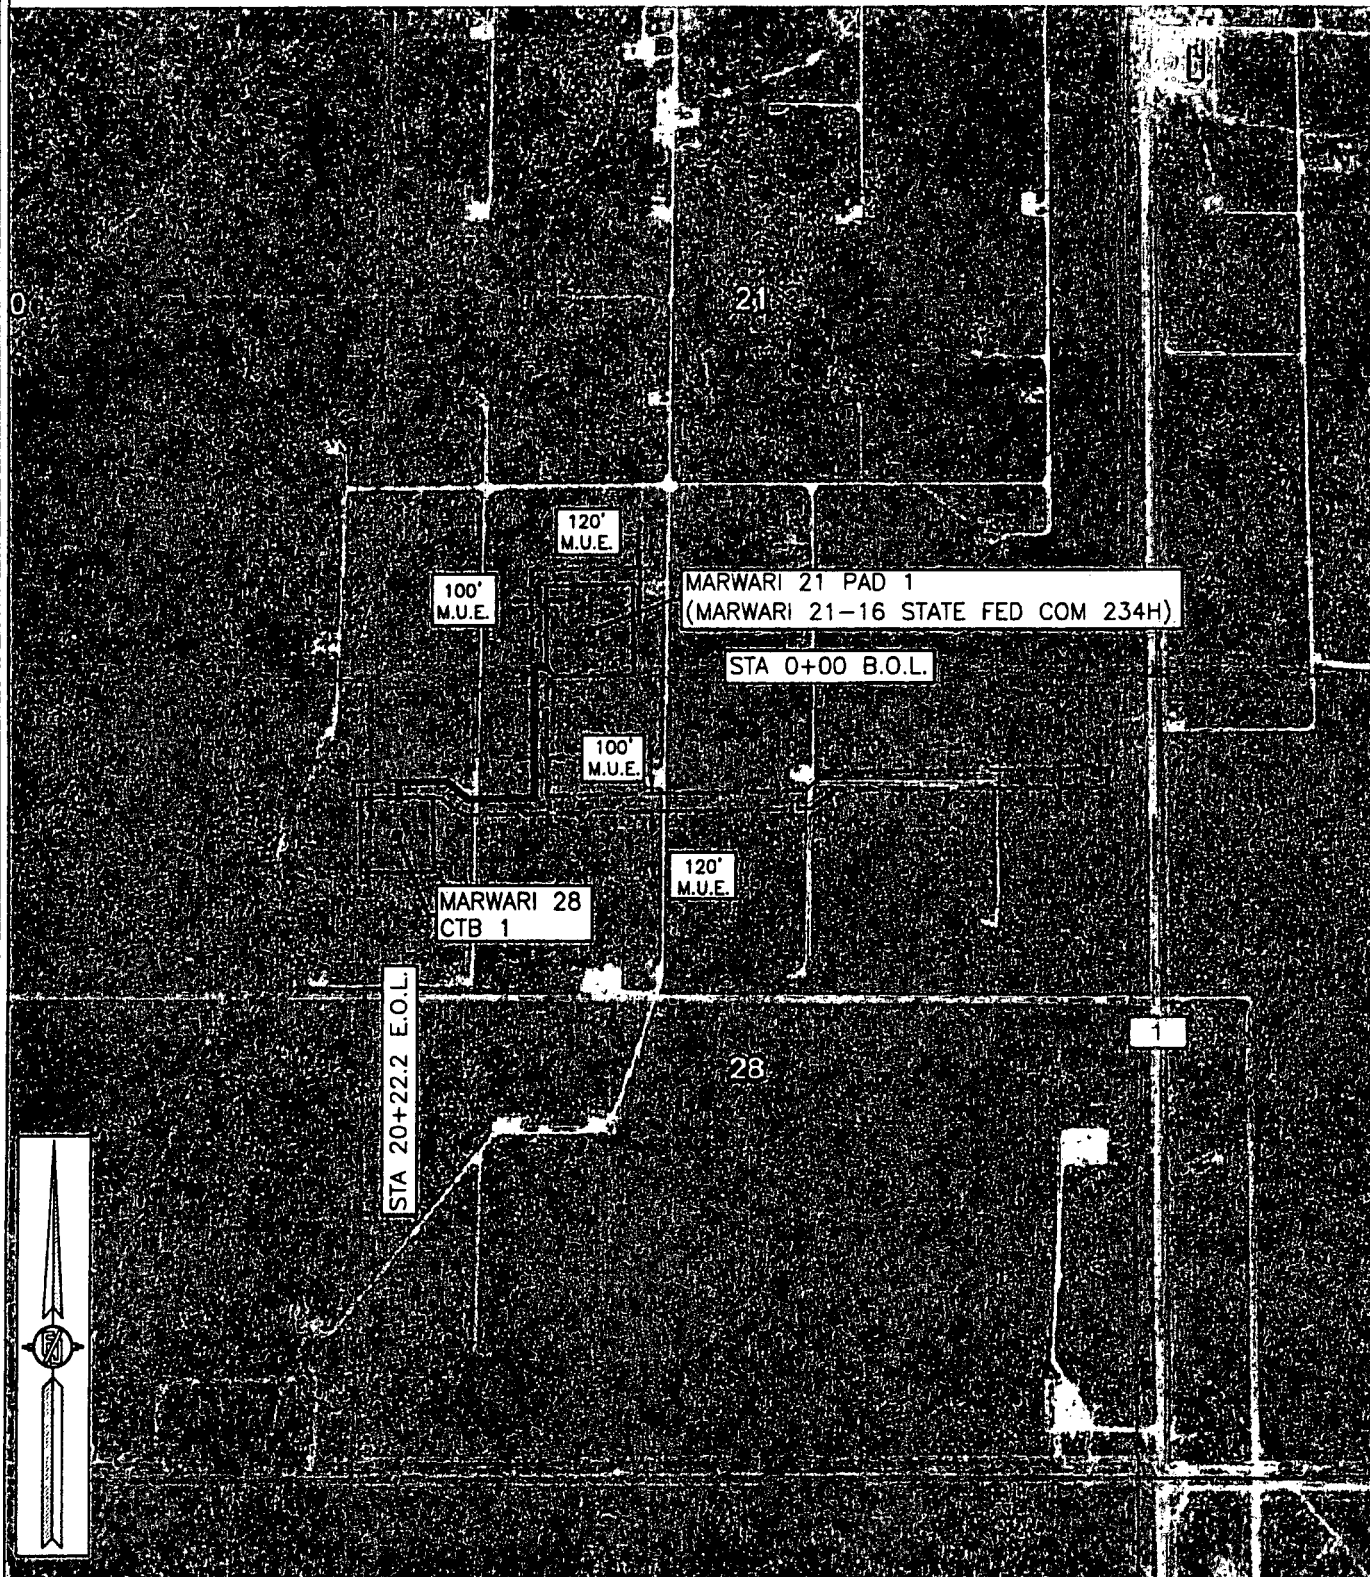 0
21
120'
M.U.E.
100'
M.U.E.
MARWARI 21 PAD 1
(MARWARI 21-16 STATE FED COM 234H)
STA 0+00 B.O.L.
100'
M.U.E.
120'
M.U.E.
MARWARI 28
CTB 1
STA 20+22.2 E.O.L.
1
28